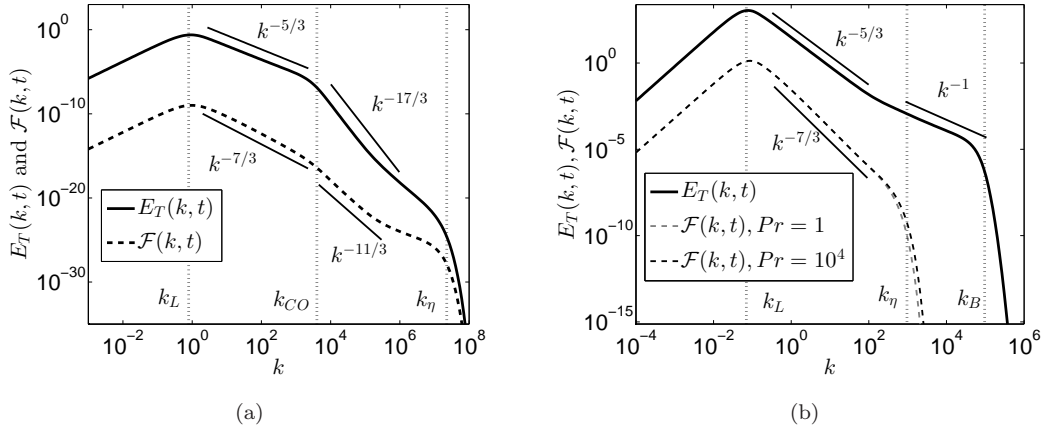 E_T(k,t) and 𝓕(k,t)
10^0
10^{-10}
10^{-20}
10^{-30}
k^{-5/3}
k^{-17/3}
k^{-7/3}
k^{-11/3}
E_T(k,t)
𝓕(k,t)
k_L
k_{CO}
k_η
10^{-2} 10^0 10^2 10^4 10^6 10^8
k
(a)
E_T(k,t), 𝓕(k,t)
10^0
10^{-5}
10^{-10}
10^{-15}
k^{-5/3}
k^{-1}
k^{-7/3}
E_T(k,t)
𝓕(k,t), Pr = 1
𝓕(k,t), Pr = 10^4
k_L
k_η
k_B
10^{-4} 10^{-2} 10^0 10^2 10^4 10^6
k
(b)